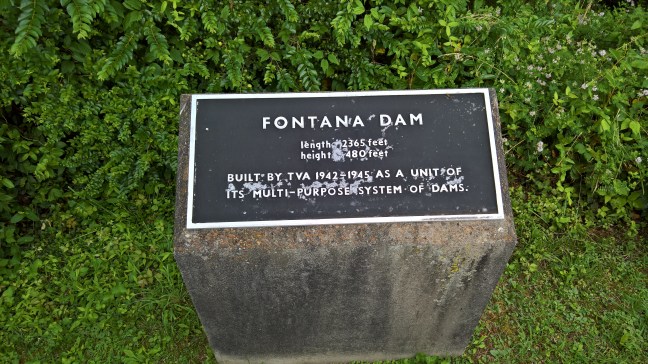 FONTANA DAM
length 2365 feet
height 480 feet
BUILT BY TVA 1942-1945 AS A UNIT OF
ITS MULTI-PURPOSE SYSTEM OF DAMS.